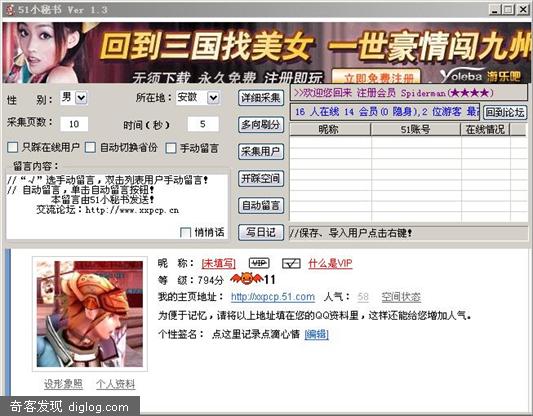 51小秘书 Ver 1.3
回到三国找美女 一世豪情闯九州
无须下载 永久免费 注册即玩 立即免费注册 Yoleba 游乐吧
性 别: 男 所在地: 安徽 详细采集
>>欢迎您回来 注册会员 Spiderman(★★★★)
采集页数: 10 时间(秒) 5 多向刷分
16 人在线 14 会员(0 隐身),2 位游客 最 回到论坛
昵称 51账号 在线情况
只踩在线用户 自动切换省份 手动留言 采集用户
留言内容:
//“√”选手动留言,双击列表用户手动留言!
// 自动留言,单击自动留言按钮!
本留言由51小秘书发送!
交流论坛:http://www.xxpcp.cn
悄悄话
开踩空间
自动留言
写日记 //保存、导入用户点击右键!
昵 称: [未填写] VIP 什么是VIP
等 级:794分 11
我的主页地址: http://xxpcp.51.com 人气: 58 空间状态
为便于记忆,请将以上地址填在您的QQ资料里,这样还能给您增加人气。
个性签名: 点这里记录点滴心情 [编辑]
设形象照 个人资料
奇客发现 diglog.com